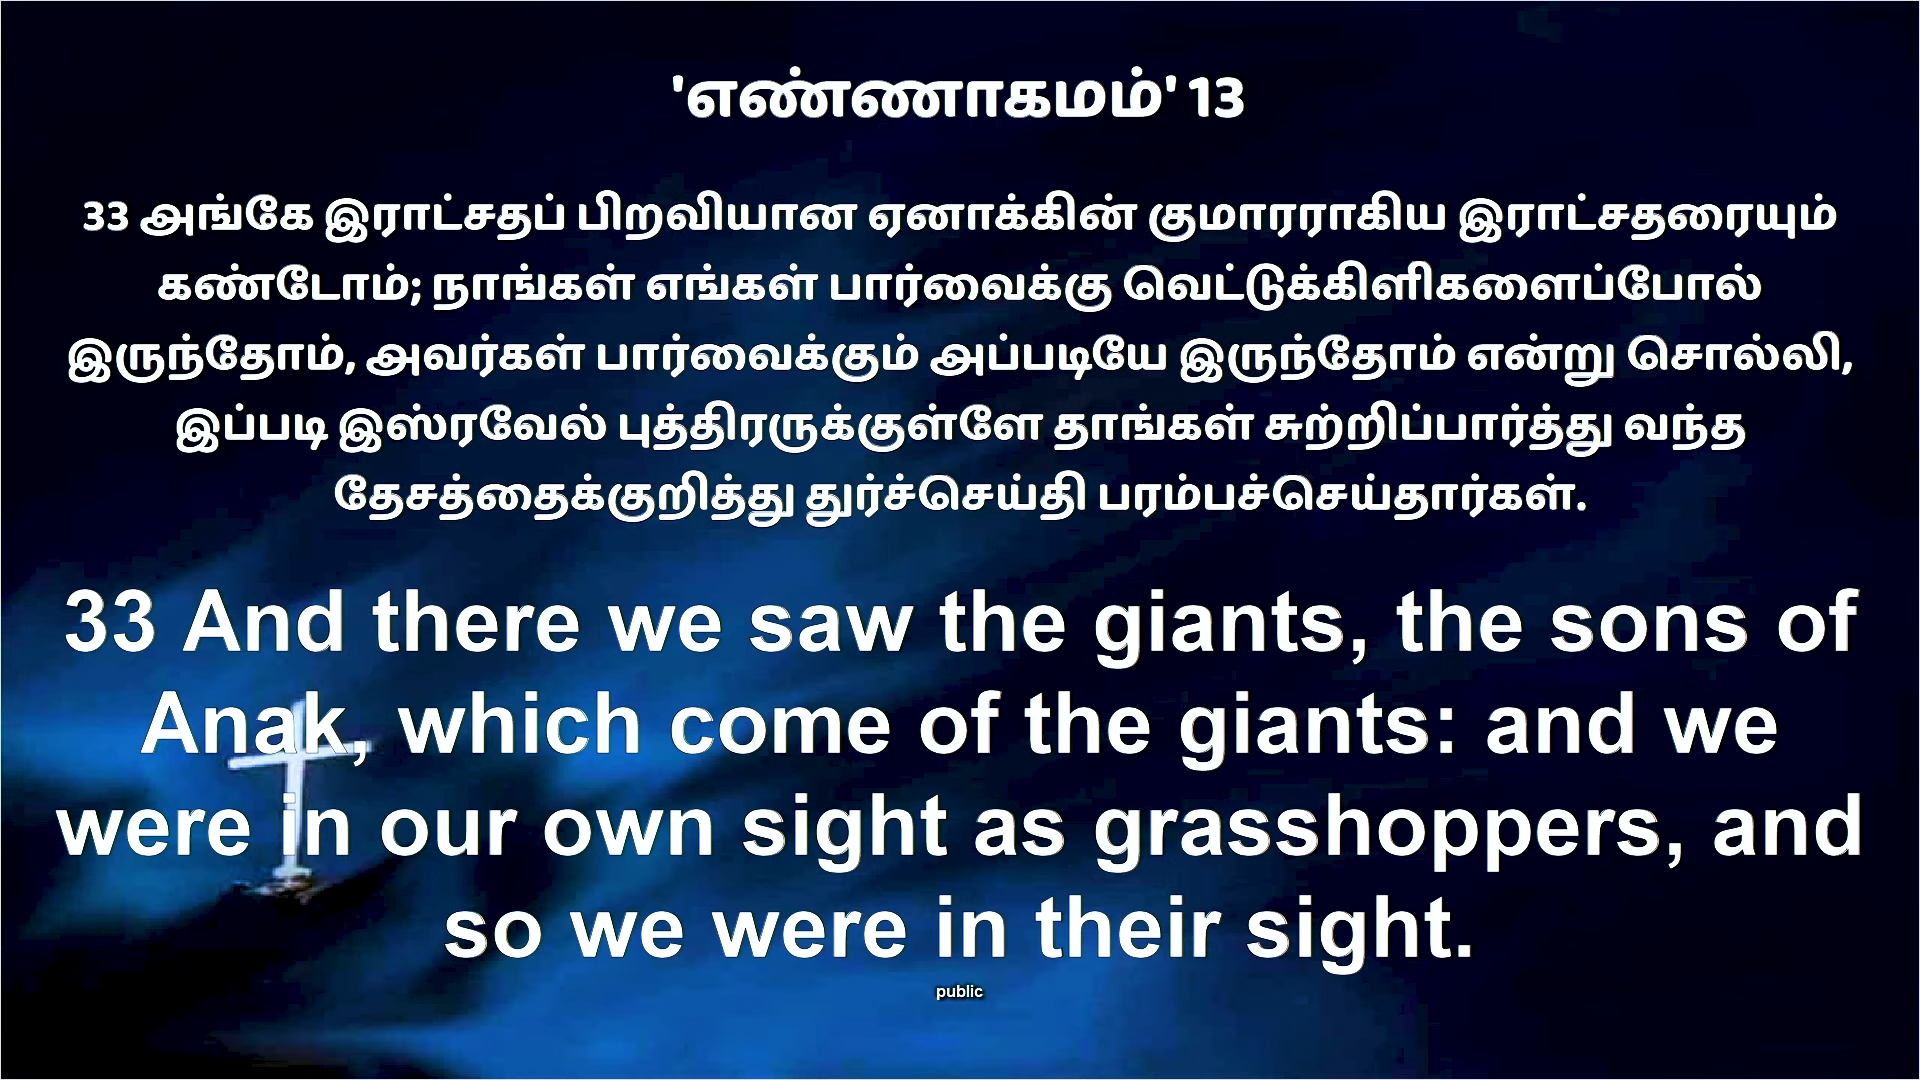 'எண்ணாகமம்' 13
33 அங்கே இராட்சதப் பிறவியான ஏனாக்கின் குமாரராகிய இராட்சதரையும்
கண்டோம்; நாங்கள் எங்கள் பார்வைக்கு வெட்டுக்கிளிகளைப்போல்
இருந்தோம், அவர்கள் பார்வைக்கும் அப்படியே இருந்தோம் என்று சொல்லி,
இப்படி இஸ்ரவேல் புத்திரருக்குள்ளே தாங்கள் சுற்றிப்பார்த்து வந்த
தேசத்தைக்குறித்து துர்ச்செய்தி பரம்பச்செய்தார்கள்.
33 And there we saw the giants, the sons of
Anak, which come of the giants: and we
were in our own sight as grasshoppers, and
so we were in their sight.
public